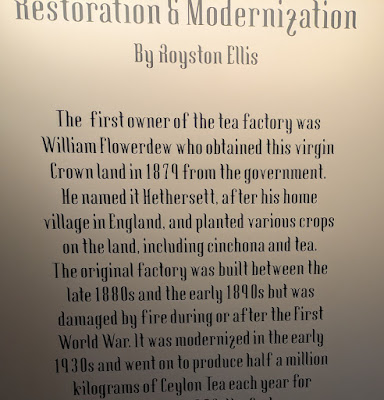 Restoration & Modernization
By Royston Ellis
The first owner of the tea factory was
William Flowerdew who obtained this virgin
Crown land in 1879 from the government.
He named it Hethersett, after his home
village in England, and planted various crops
on the land, including cinchona and tea.
The original factory was built between the
late 1880s and the early 1890s but was
damaged by fire during or after the First
World War. It was modernized in the early
1930s and went on to produce half a million
kilograms of Ceylon Tea each year for